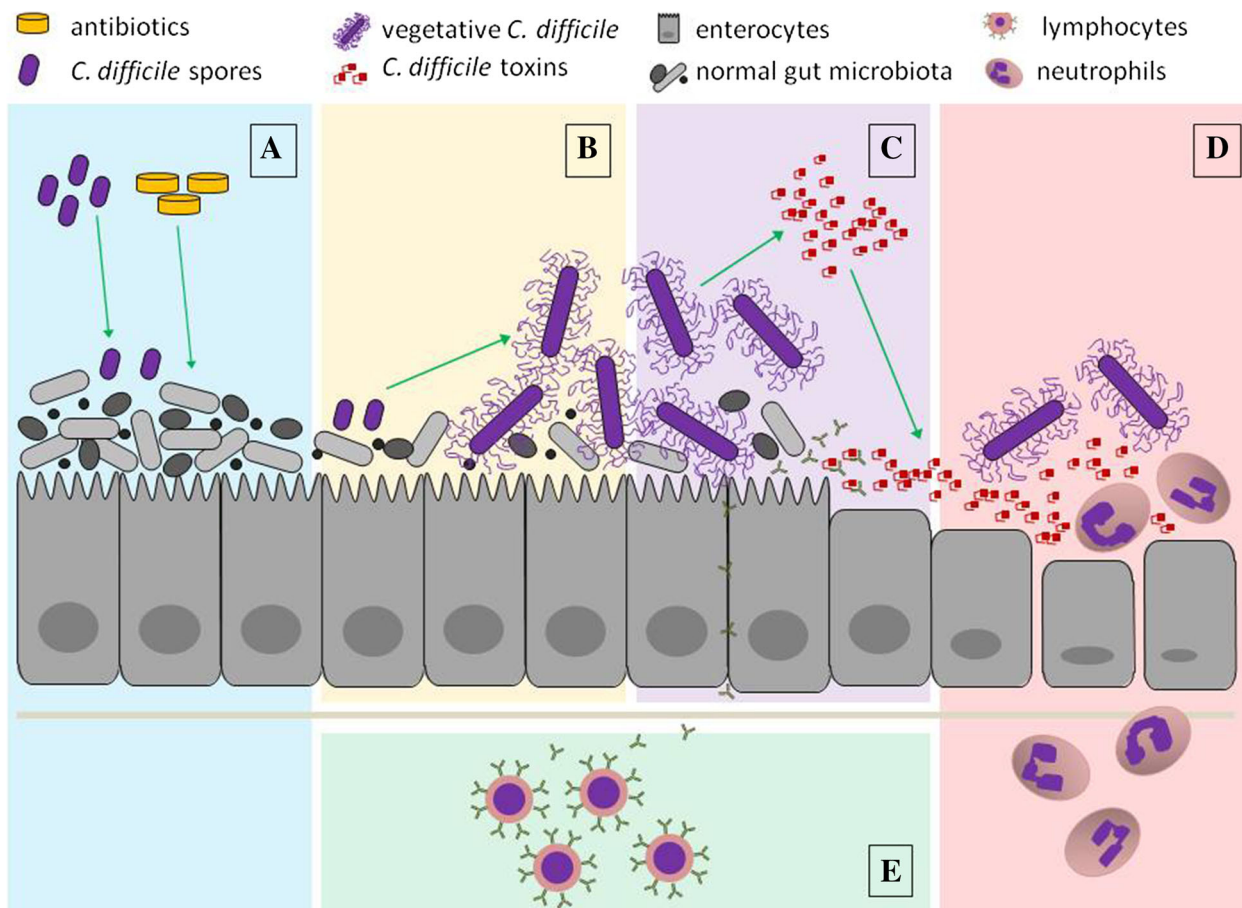 antibiotics
vegetative C. difficile
enterocytes
lymphocytes
C. difficile spores
C. difficile toxins
normal gut microbiota
neutrophils
A
B
C
D
E